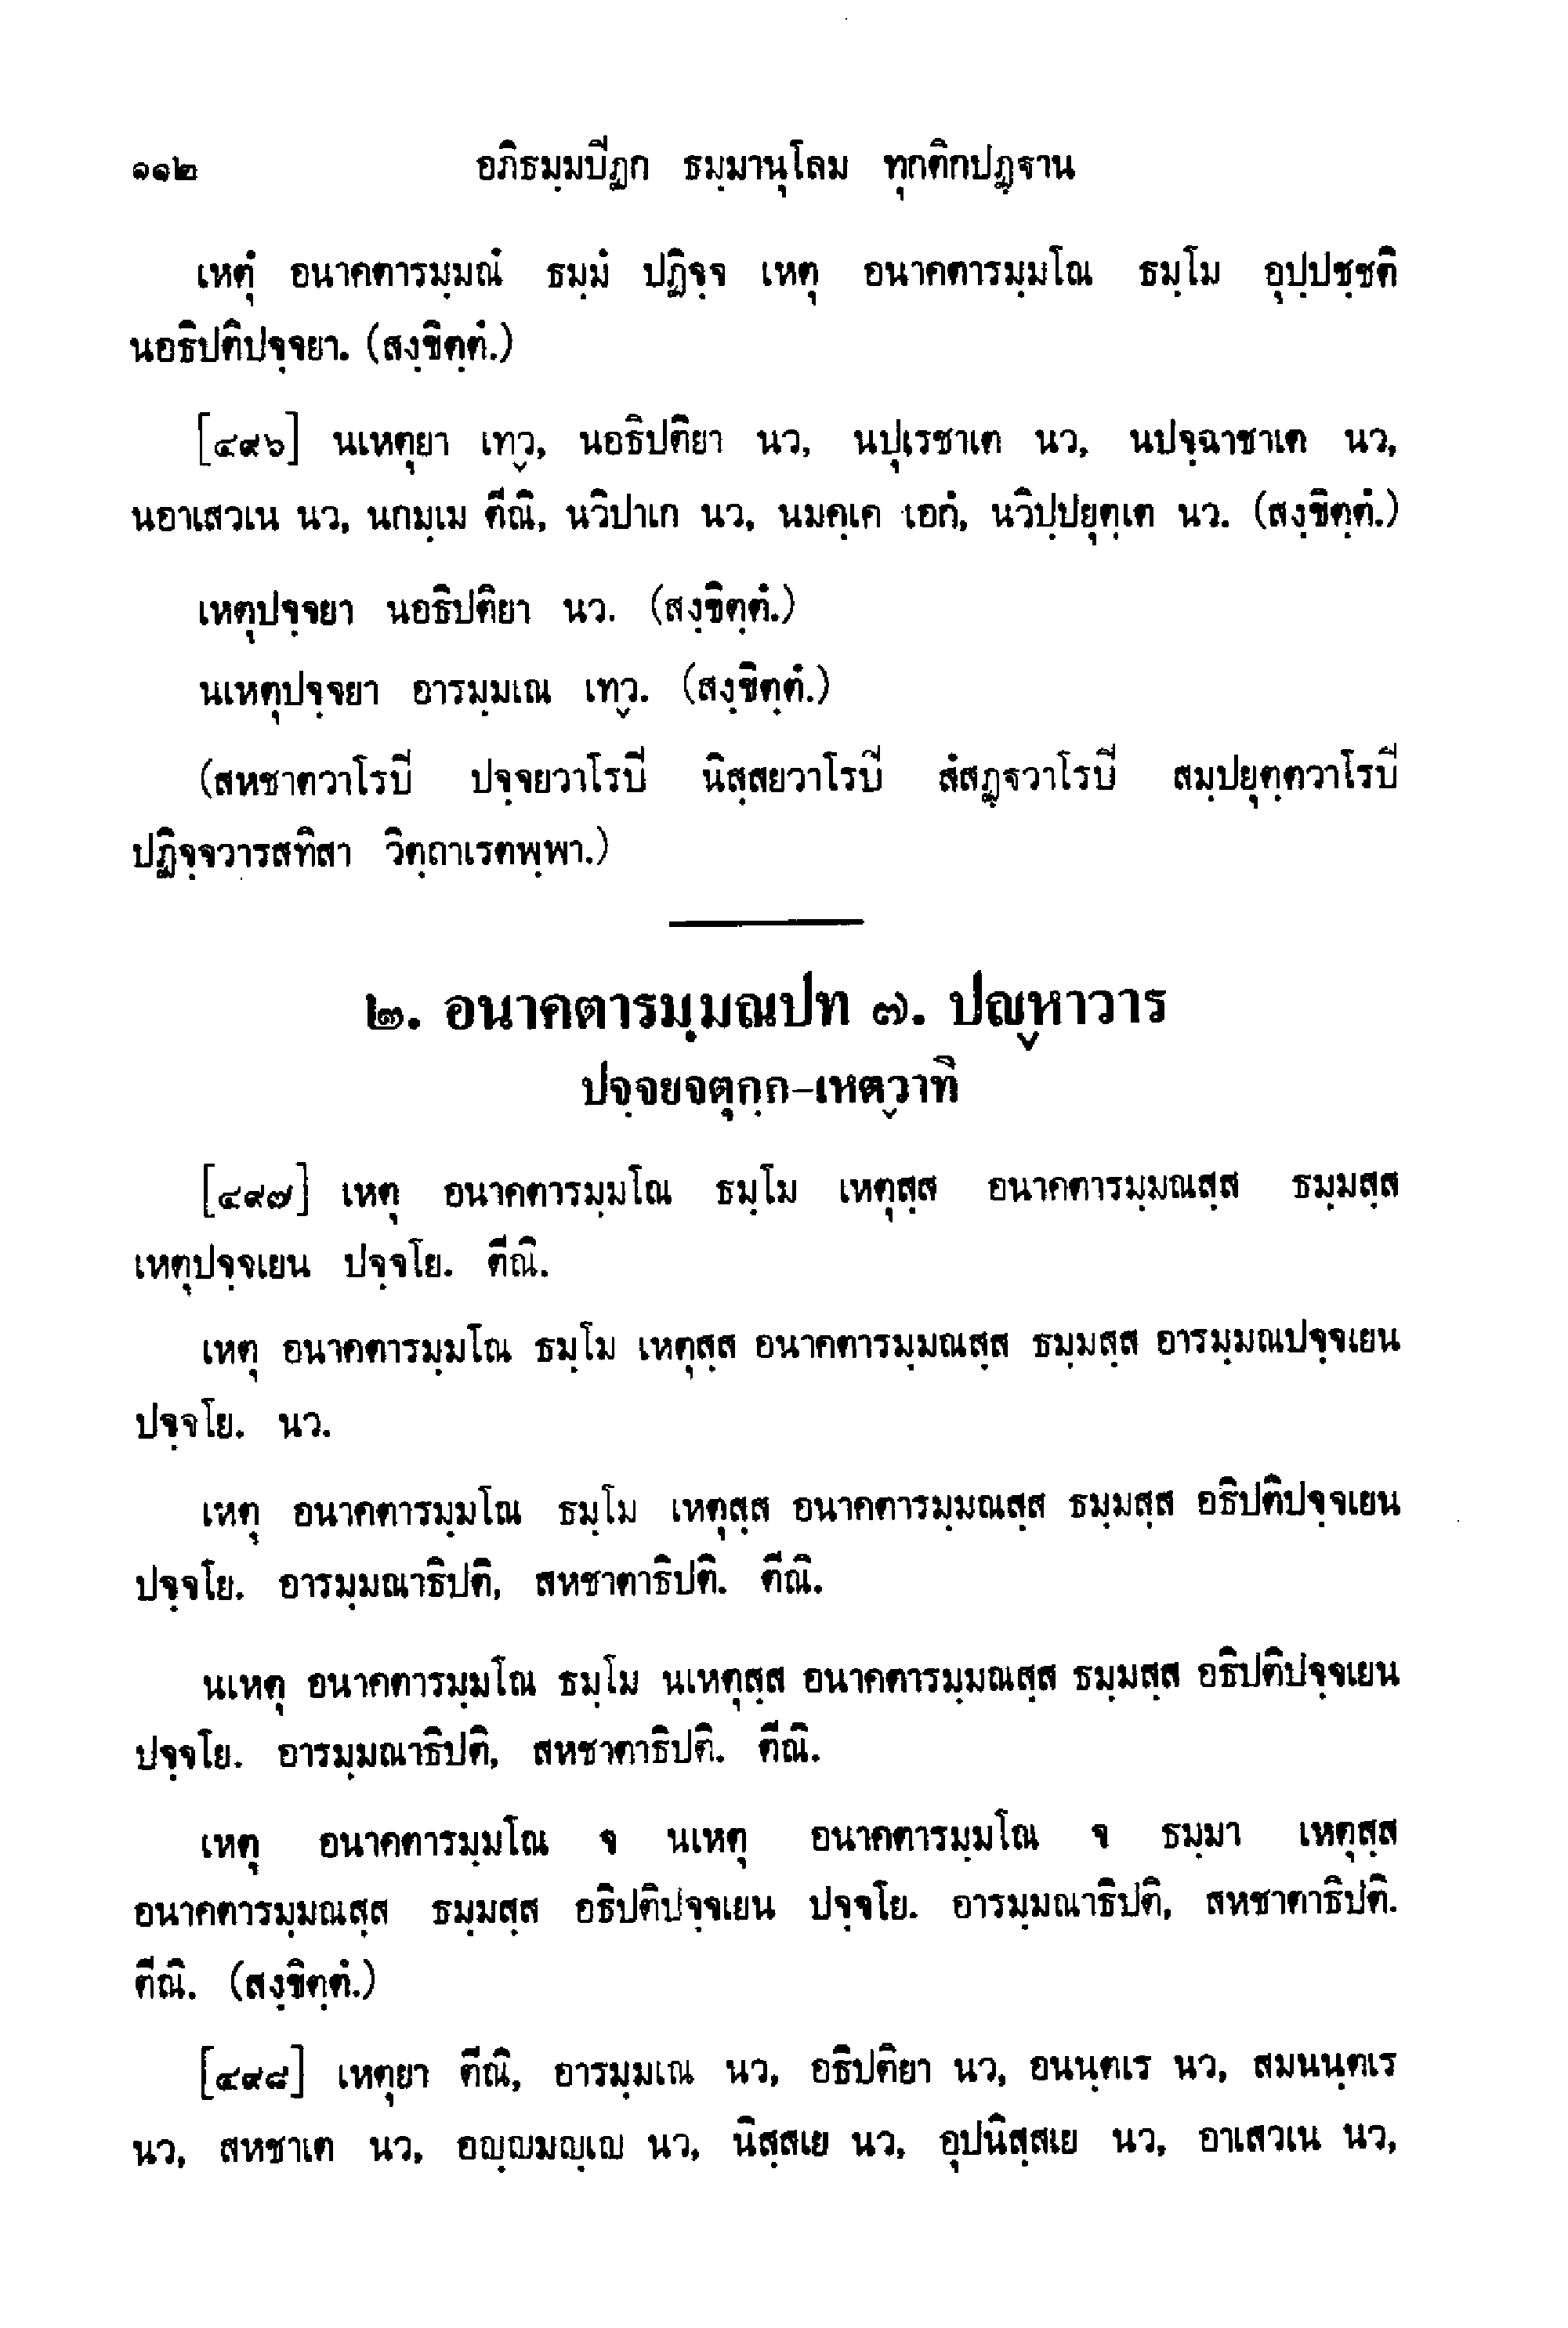 ๑๑๒ อภิธมฺมปีฏก ธมฺมานุโลม ทุกติกปฏฺฐาน
เหตุํ อนาคตารมฺมณํ ธมฺมํ ปฏิจฺจ เหตุ อนาคตารมฺมโณ ธมฺโม อุปฺปชฺชติ
นอธิปติปจฺจยา. (สงฺขิตฺตํ.)
[๔๙๖] นเหตุยา เทฺว, นอธิปติยา นว, นปุเรชาเต นว, นปจฺฉาชาเต นว,
นอาเสวเน นว, นกมฺเม ตีณิ, นวิปาเก นว, นมคฺเค เอกํ, นวิปฺปยุตฺเต นว. (สงฺขิตฺตํ.)
เหตุปจฺจยา นอธิปติยา นว. (สงฺขิตฺตํ.)
นเหตุปจฺจยา อารมฺมเณ เทฺว. (สงฺขิตฺตํ.)
(สหชาตวาโรปี ปจฺจยวาโรปี นิสฺสยวาโรปี สํสฏฺฐวาโรปี สมฺปยุตฺตวาโรปี
ปฏิจฺจวารสทิสา วิตฺถาเรตพฺพา.)
๒. อนาคตารมฺมณปท ๗. ปญฺหาวาร
ปจฺจยจตุกฺก-เหตฺวาทิ
[๔๙๗] เหตุ อนาคตารมฺมโณ ธมฺโม เหตุสฺส อนาคตารมฺมณสฺส ธมฺมสฺส
เหตุปจฺจเยน ปจฺจโย. ตีณิ.
เหตุ อนาคตารมฺมโณ ธมฺโม เหตุสฺส อนาคตารมฺมณสฺส ธมฺมสฺส อารมฺมณปจฺจเยน
ปจฺจโย. นว.
เหตุ อนาคตารมฺมโณ ธมฺโม เหตุสฺส อนาคตารมฺมณสฺส ธมฺมสฺส อธิปติปจฺจเยน
ปจฺจโย. อารมฺมณาธิปติ, สหชาตาธิปติ. ตีณิ.
นเหตุ อนาคตารมฺมโณ ธมฺโม นเหตุสฺส อนาคตารมฺมณสฺส ธมฺมสฺส อธิปติปจฺจเยน
ปจฺจโย. อารมฺมณาธิปติ, สหชาตาธิปติ. ตีณิ.
เหตุ อนาคตารมฺมโณ จ นเหตุ อนาคตารมฺมโณ จ ธมฺมา เหตุสฺส
อนาคตารมฺมณสฺส ธมฺมสฺส อธิปติปจฺจเยน ปจฺจโย. อารมฺมณาธิปติ, สหชาตาธิปติ.
ตีณิ. (สงฺขิตฺตํ.)
[๔๙๘] เหตุยา ตีณิ, อารมฺมเณ นว, อธิปติยา นว, อนนฺตเร นว, สมนนฺตเร
นว, สหชาเต นว, อญฺญมญฺเญ นว, นิสฺสเย นว, อุปนิสฺสเย นว, อาเสวเน นว,